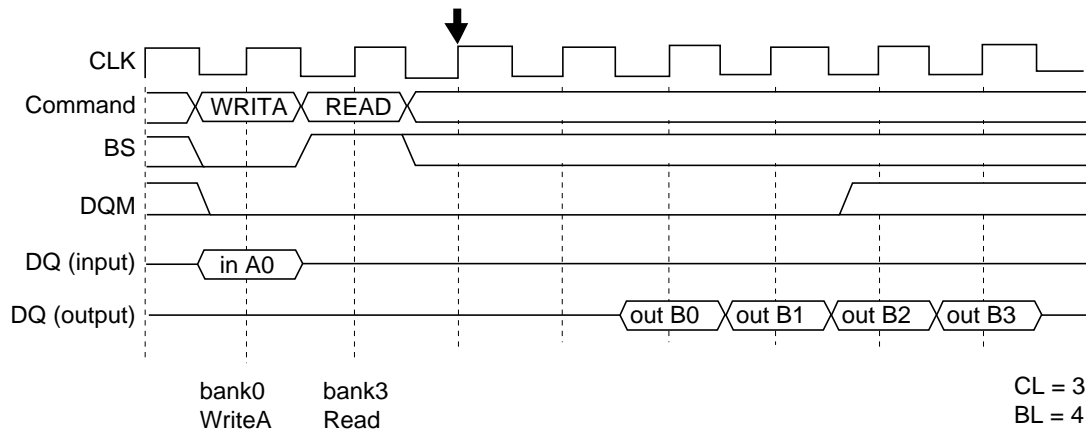 CLK
Command WRITA READ
BS
DQM
DQ (input) in A0
DQ (output) out B0 out B1 out B2 out B3
bank0 bank3 CL = 3
WriteA Read BL = 4